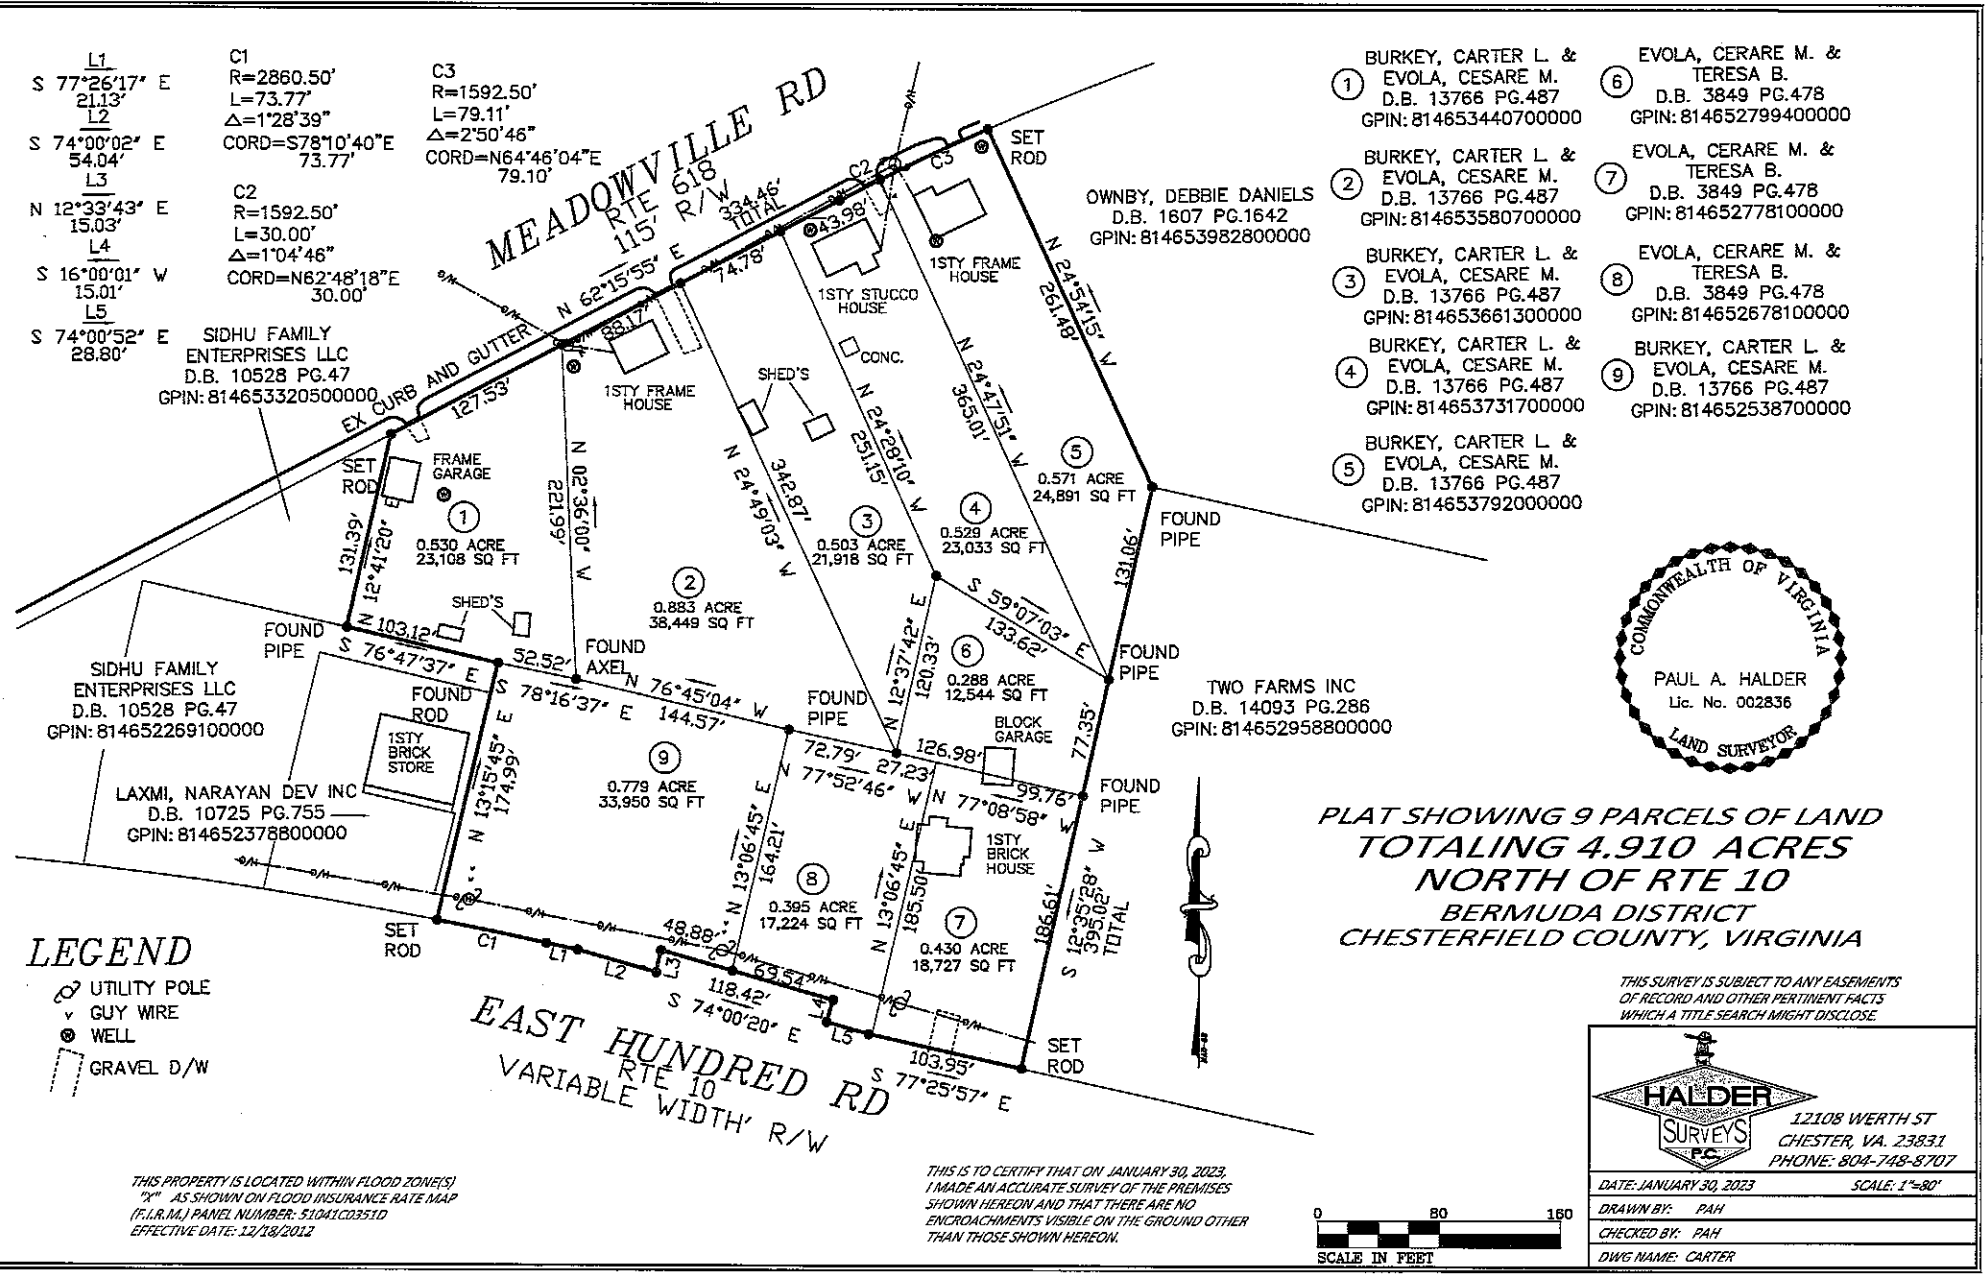 L1
S 77°26'17" E
21.13'
L2
S 74°00'02" E
54.04'
L3
N 12°33'43" E
15.03'
L4
S 16°00'01" W
15.01'
L5
S 74°00'52" E
28.80'
C1
R=2860.50'
L=73.77'
△=1°28'39"
CORD=S78°10'40"E
73.77'
C2
R=1592.50'
L=30.00'
△=1°04'46"
CORD=N62°48'18"E
30.00'
C3
R=1592.50'
L=79.11'
△=2°50'46"
CORD=N64°46'04"E
79.10'
MEADOWVILLE RD
RTE 618
115' R/W
N 62°15'55" E
334.46'
TOTAL
EX CURB AND GUTTER
127.53'
88.17'
74.78'
43.98'
C2
C3
SET
ROD
SIDHU FAMILY
ENTERPRISES LLC
D.B. 10528 PG.47
GPIN: 814653320500000
OWNBY, DEBBIE DANIELS
D.B. 1607 PG.1642
GPIN: 814653982800000
1 BURKEY, CARTER L. &
EVOLA, CESARE M.
D.B. 13766 PG.487
GPIN: 814653440700000
2 BURKEY, CARTER L. &
EVOLA, CESARE M.
D.B. 13766 PG.487
GPIN: 814653580700000
3 BURKEY, CARTER L. &
EVOLA, CESARE M.
D.B. 13766 PG.487
GPIN: 814653661300000
4 BURKEY, CARTER L. &
EVOLA, CESARE M.
D.B. 13766 PG.487
GPIN: 814653731700000
5 BURKEY, CARTER L. &
EVOLA, CESARE M.
D.B. 13766 PG.487
GPIN: 814653792000000
6 EVOLA, CERARE M. &
TERESA B.
D.B. 3849 PG.478
GPIN: 814652799400000
7 EVOLA, CERARE M. &
TERESA B.
D.B. 3849 PG.478
GPIN: 814652778100000
8 EVOLA, CERARE M. &
TERESA B.
D.B. 3849 PG.478
GPIN: 814652678100000
9 BURKEY, CARTER L. &
EVOLA, CESARE M.
D.B. 13766 PG.487
GPIN: 814652538700000
SET
ROD
FRAME
GARAGE
1STY FRAME
HOUSE
1STY STUCCO
HOUSE
1STY FRAME
HOUSE
CONC.
SHED'S
N 24°54'15" W
261.48'
N 24°47'51" W
365.01'
N 24°28'10" W
251.15'
N 24°49'03" W
342.87'
N 02°36'00" W
221.99'
N 12°41'20" E
131.39'
1
0.530 ACRE
23,108 SQ FT
2
0.883 ACRE
38,449 SQ FT
3
0.503 ACRE
21,918 SQ FT
4
0.529 ACRE
23,033 SQ FT
5
0.571 ACRE
24,891 SQ FT
FOUND
PIPE
131.06'
SHED'S
FOUND
PIPE
103.12'
S 76°47'37" E
52.52'
S 78°16'37" E
FOUND
AXEL
N 76°45'04" W
144.57'
FOUND
PIPE
N 12°37'42" E
120.33'
S 59°07'03" E
133.62'
6
0.288 ACRE
12,544 SQ FT
BLOCK
GARAGE
FOUND
PIPE
77.35'
TWO FARMS INC
D.B. 14093 PG.286
GPIN: 814652958800000
SIDHU FAMILY
ENTERPRISES LLC
D.B. 10528 PG.47
GPIN: 814652269100000
FOUND
ROD
1STY
BRICK
STORE
N 13°15'45" E
174.99'
LAXMI, NARAYAN DEV INC
D.B. 10725 PG.755
GPIN: 814652378800000
9
0.779 ACRE
33,950 SQ FT
72.79'
27.23'
N 77°52'46" W
126.98'
99.76'
N 77°08'58" W
FOUND
PIPE
N 13°06'45" E
164.21'
N 13°06'45" E
185.50'
8
0.395 ACRE
17,224 SQ FT
1STY
BRICK
HOUSE
7
0.430 ACRE
18,727 SQ FT
186.61'
S 12°35'28" W
395.02'
TOTAL
SET
ROD
C1
L1
L2
L3
48.88'
69.54'
118.42'
S 74°00'20" E
L4
L5
103.95'
S 77°25'57" E
SET
ROD
EAST HUNDRED RD
RTE 10
VARIABLE WIDTH' R/W
LEGEND
UTILITY POLE
GUY WIRE
WELL
GRAVEL D/W
COMMONWEALTH OF VIRGINIA
PAUL A. HALDER
Lic. No. 002836
LAND SURVEYOR
PLAT SHOWING 9 PARCELS OF LAND
TOTALING 4.910 ACRES
NORTH OF RTE 10
BERMUDA DISTRICT
CHESTERFIELD COUNTY, VIRGINIA
THIS SURVEY IS SUBJECT TO ANY EASEMENTS
OF RECORD AND OTHER PERTINENT FACTS
WHICH A TITLE SEARCH MIGHT DISCLOSE.
HALDER
SURVEYS
P.C.
12108 WERTH ST
CHESTER, VA. 23831
PHONE: 804-748-8707
DATE: JANUARY 30, 2023 SCALE: 1"=80'
DRAWN BY: PAH
CHECKED BY: PAH
DWG NAME: CARTER
THIS PROPERTY IS LOCATED WITHIN FLOOD ZONE(S)
"X" AS SHOWN ON FLOOD INSURANCE RATE MAP
(F.I.R.M.) PANEL NUMBER: 51041C0351D
EFFECTIVE DATE: 12/18/2012
THIS IS TO CERTIFY THAT ON JANUARY 30, 2023,
I MADE AN ACCURATE SURVEY OF THE PREMISES
SHOWN HEREON AND THAT THERE ARE NO
ENCROACHMENTS VISIBLE ON THE GROUND OTHER
THAN THOSE SHOWN HEREON.
0 80 160
SCALE IN FEET